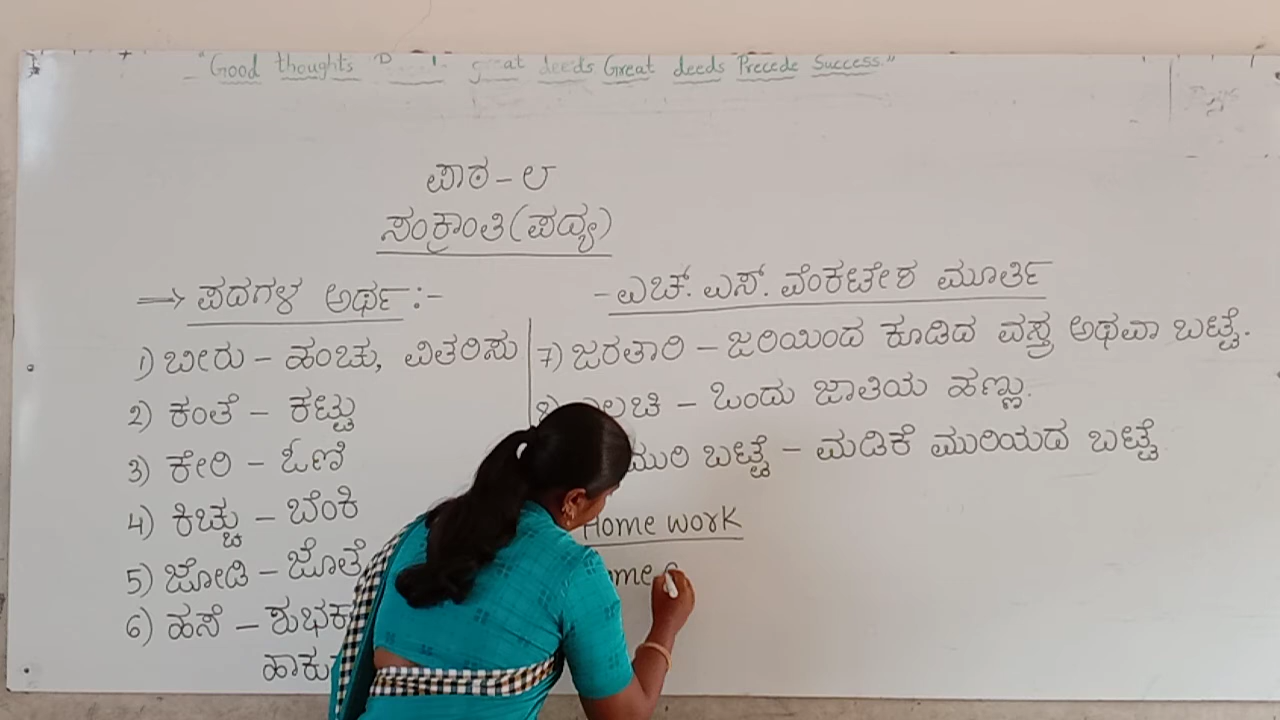 "Good thoughts great deeds Great deeds Precede Success."
ಪಾಠ - ೮
ಸಂಕ್ರಾಂತಿ (ಪದ್ಯ)
- ಎಚ್. ಎಸ್. ವೆಂಕಟೇಶ ಮೂರ್ತಿ
→ ಪದಗಳ ಅರ್ಥ :-
1) ಬೀರು - ಹಂಚು, ವಿತರಿಸು
2) ಕಂತೆ - ಕಟ್ಟು
3) ಕೇರಿ - ಓಣಿ
4) ಕಿಚ್ಚು - ಬೆಂಕಿ
5) ಜೋಡಿ - ಜೊತೆ
6) ಹಸೆ - ಶುಭಕ
ಹಾಕು
7) ಜರತಾರಿ - ಜರಿಯಿಂದ ಕೂಡಿದ ವಸ್ತ್ರ ಅಥವಾ ಬಟ್ಟೆ.
ಲಚಿ - ಒಂದು ಜಾತಿಯ ಹಣ್ಣು.
ಮುರಿ ಬಟ್ಟೆ - ಮಡಿಕೆ ಮುರಿಯದ ಬಟ್ಟೆ
Home work